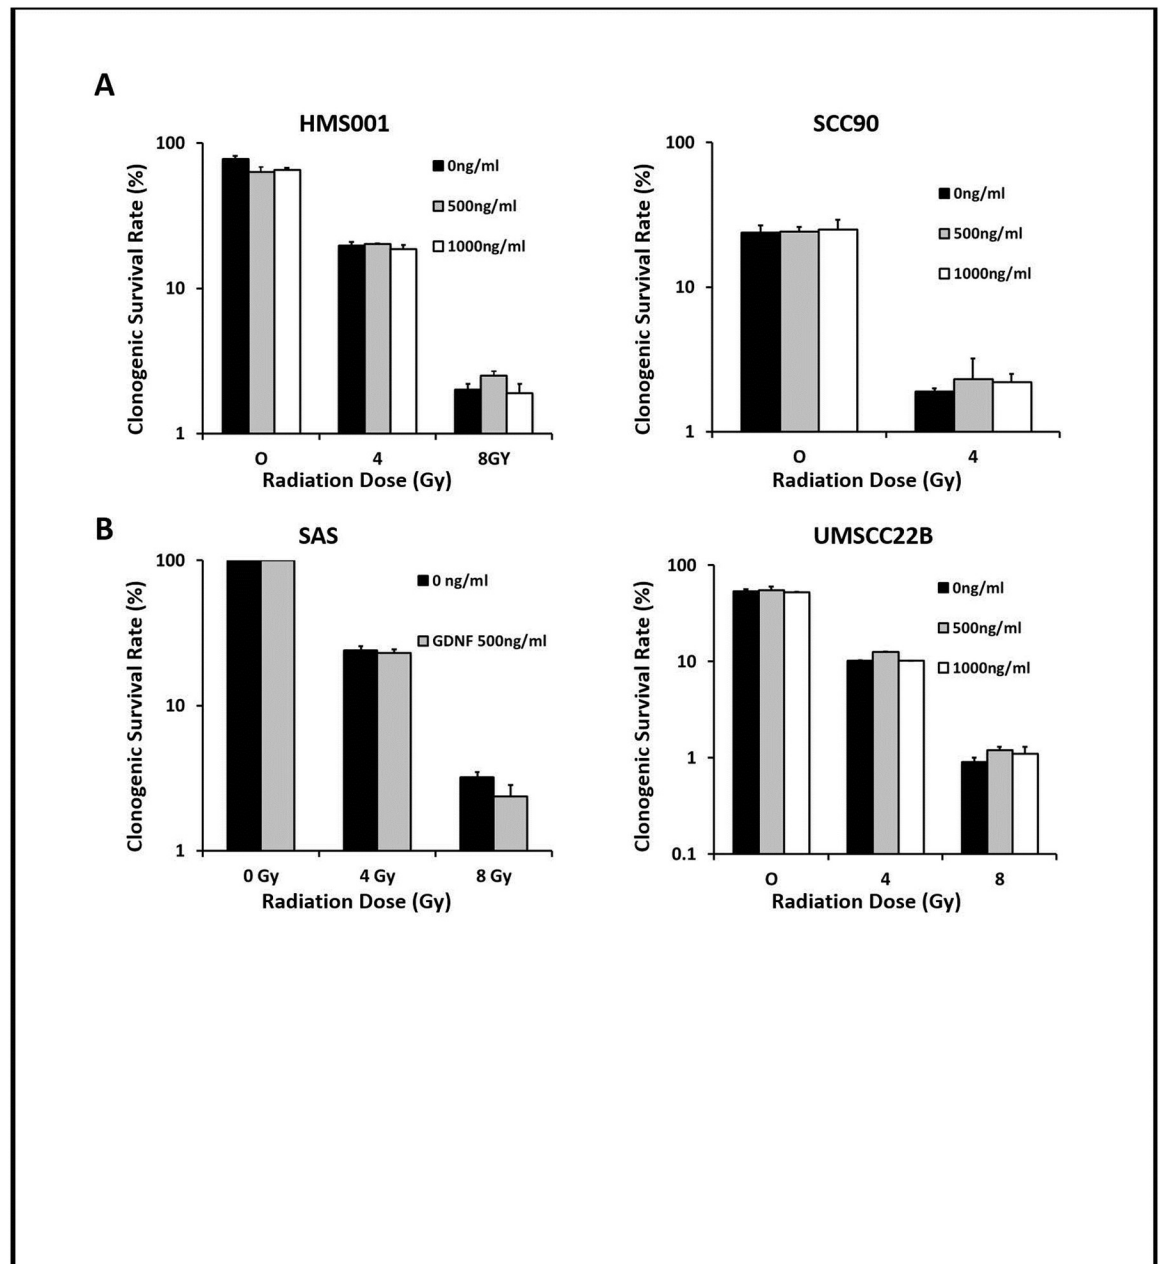 A
HMS001
100
10
1
Clonogenic Survival Rate (%)
0ng/ml
500ng/ml
1000ng/ml
O 4 8GY
Radiation Dose (Gy)
SCC90
100
10
1
Clonogenic Survival Rate (%)
0ng/ml
500ng/ml
1000ng/ml
O 4
Radiation Dose (Gy)
B
SAS
100
10
1
Clonogenic Survival Rate (%)
0 ng/ml
GDNF 500ng/ml
0 Gy 4 Gy 8 Gy
Radiation Dose (Gy)
UMSCC22B
100
10
1
0.1
Clonogenic Survival Rate (%)
0ng/ml
500ng/ml
1000ng/ml
O 4 8
Radiation Dose (Gy)